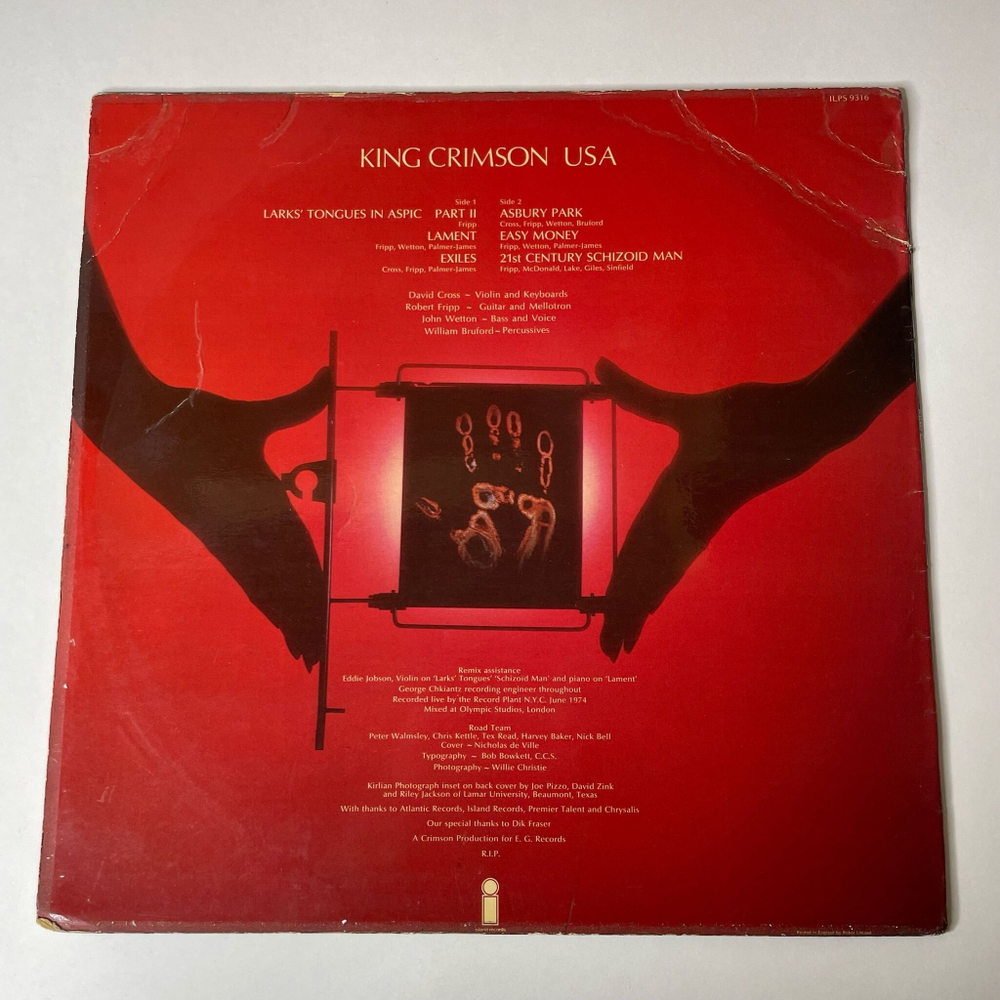 ILPS 9316
KING CRIMSON USA
Side 1
LARKS' TONGUES IN ASPIC PART II
Fripp
LAMENT
Fripp, Wetton, Palmer-James
EXILES
Cross, Fripp, Palmer-James
Side 2
ASBURY PARK
Cross, Fripp, Wetton, Bruford
EASY MONEY
Fripp, Wetton, Palmer-James
21st CENTURY SCHIZOID MAN
Fripp, McDonald, Lake, Giles, Sinfield
David Cross ~ Violin and Keyboards
Robert Fripp ~ Guitar and Mellotron
John Wetton ~ Bass and Voice
William Bruford ~ Percussives
Remix assistance
Eddie Jobson, Violin on 'Larks' Tongues' 'Schizoid Man' and piano on 'Lament'
George Chkiantz recording engineer throughout
Recorded live by the Record Plant N.Y.C. June 1974
Mixed at Olympic Studios, London
Road Team
Peter Walmsley, Chris Kettle, Tex Read, Harvey Baker, Nick Bell
Cover ~ Nicholas de Ville
Typography ~ Bob Bowkett, C.C.S.
Photography ~ Willie Christie
Kirlian Photograph inset on back cover by Joe Pizzo, David Zink
and Riley Jackson of Lamar University, Beaumont, Texas
With thanks to Atlantic Records, Island Records, Premier Talent and Chrysalis
Our special thanks to Dik Fraser
A Crimson Production for E. G. Records
R.I.P.
island records
Printed in England by Robor Limited